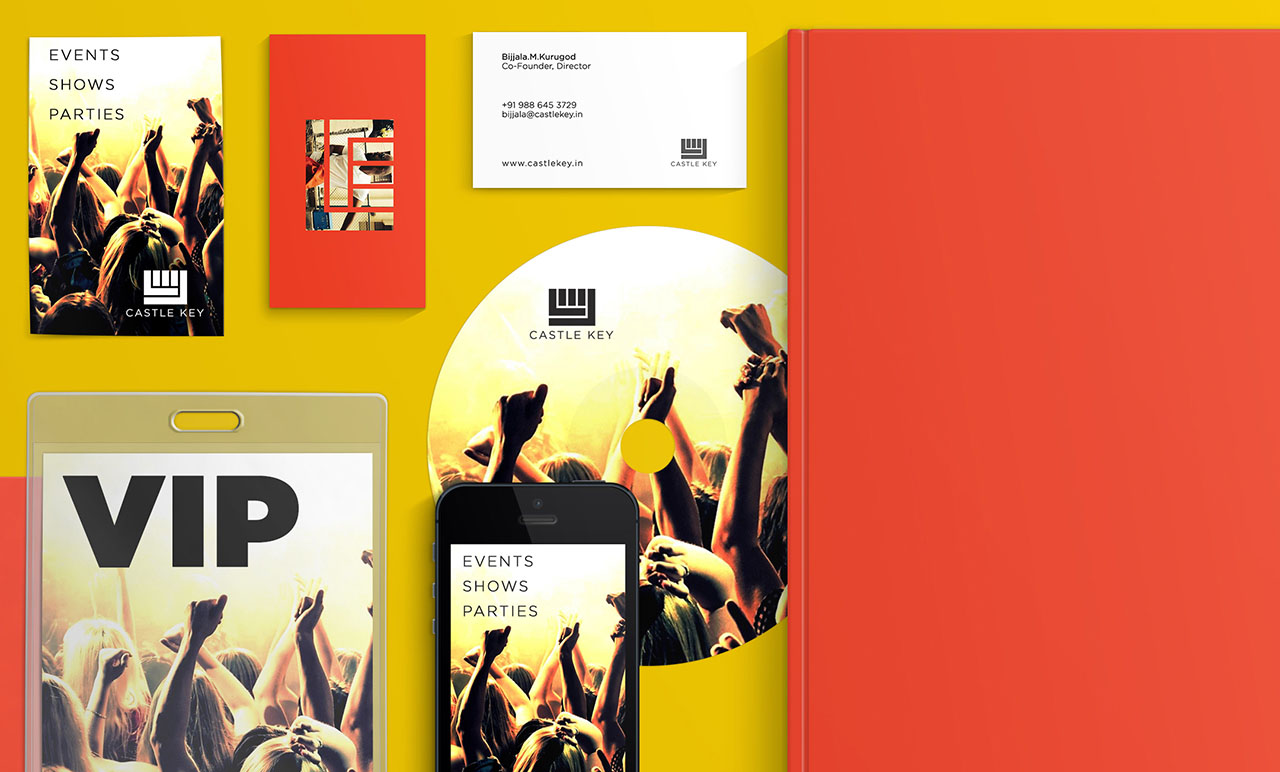 EVENTS
SHOWS
PARTIES
CASTLE KEY
Bijjala.M.Kurugod
Co-Founder, Director
+91 988 645 3729
bijjala@castlekey.in
www.castlekey.in
CASTLE KEY
CASTLE KEY
VIP
EVENTS
SHOWS
PARTIES